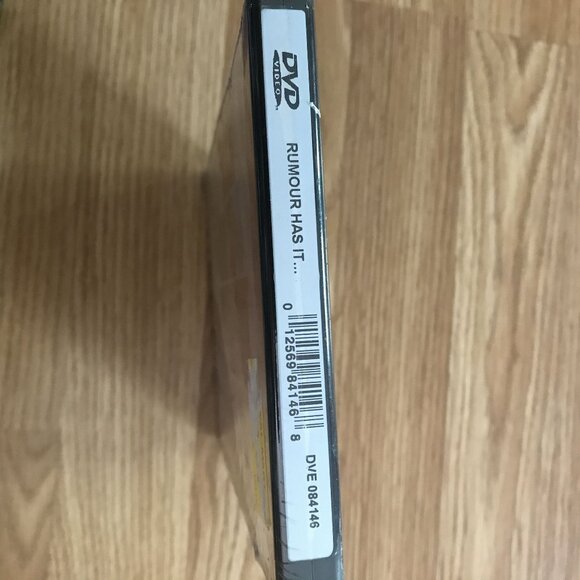 DVD
VIDEO
RUMOUR HAS IT...
0 12569 84146 8
DVE 084146